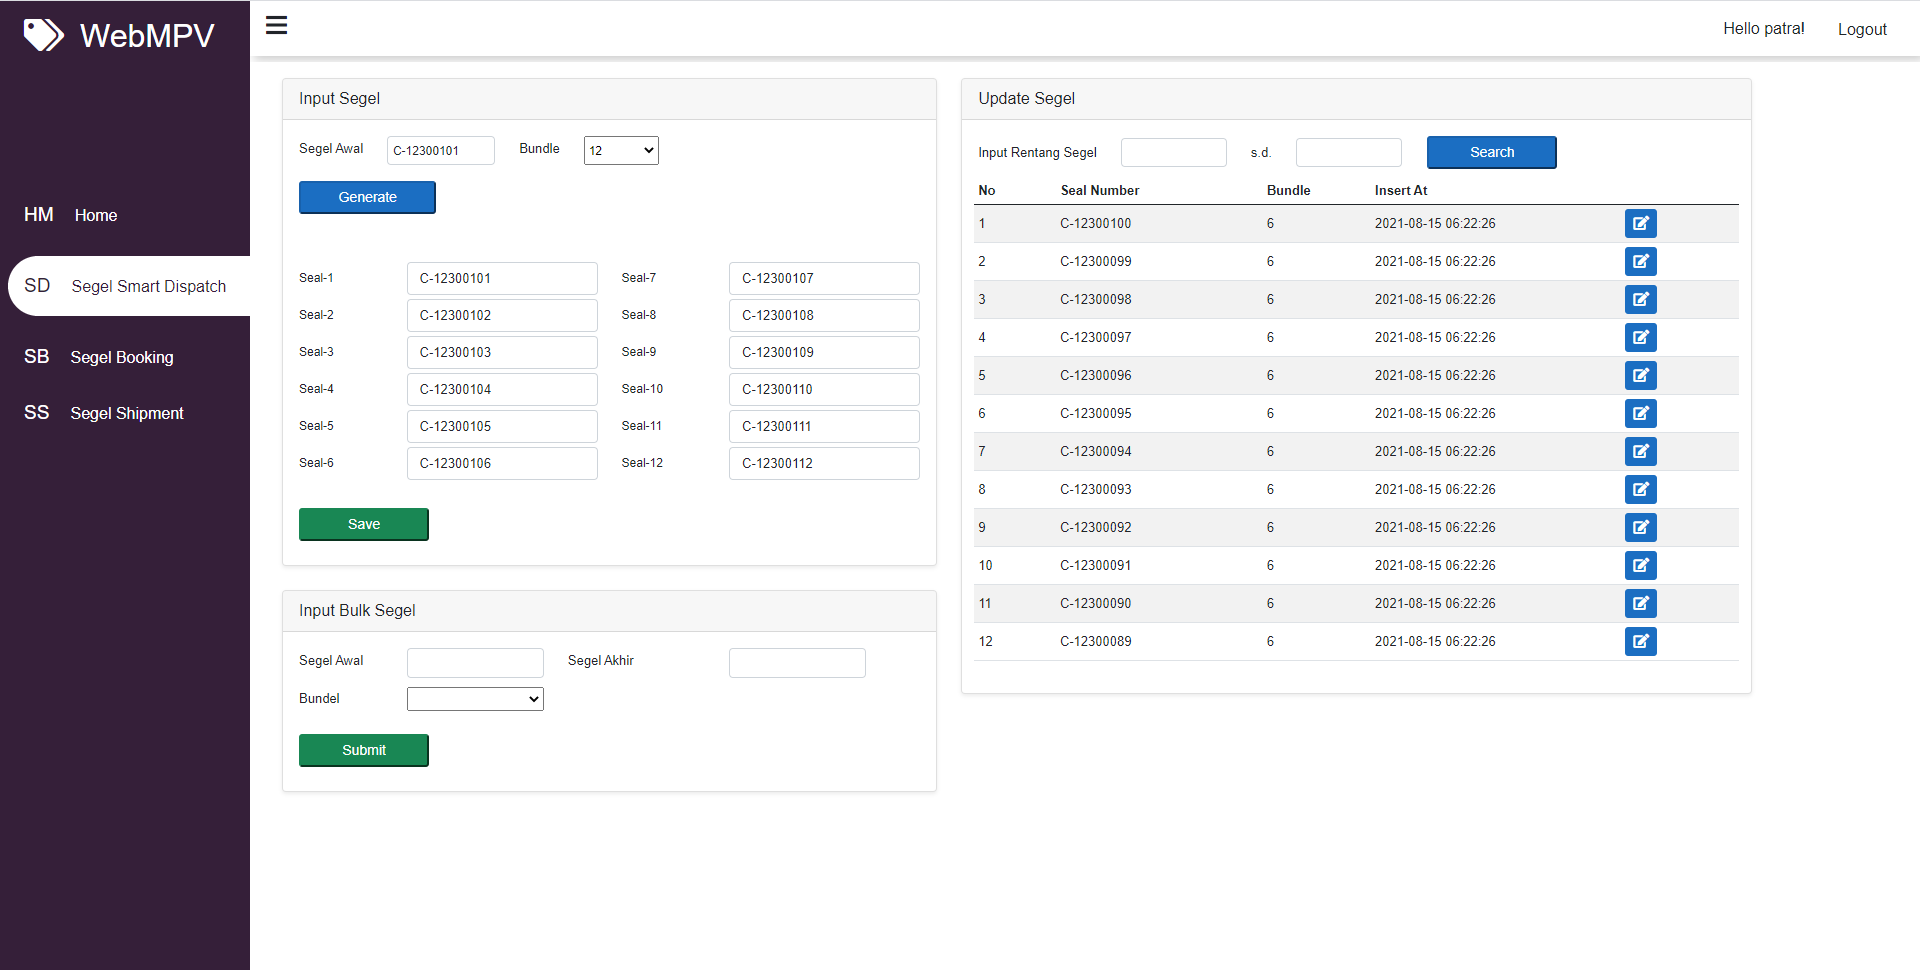 WebMPV
Hello patra! Logout
HM Home
SD Segel Smart Dispatch
SB Segel Booking
SS Segel Shipment
Input Segel
Segel Awal C-12300101 Bundle 12
Generate
Seal-1 C-12300101 Seal-7 C-12300107
Seal-2 C-12300102 Seal-8 C-12300108
Seal-3 C-12300103 Seal-9 C-12300109
Seal-4 C-12300104 Seal-10 C-12300110
Seal-5 C-12300105 Seal-11 C-12300111
Seal-6 C-12300106 Seal-12 C-12300112
Save
Input Bulk Segel
Segel Awal Segel Akhir
Bundel
Submit
Update Segel
Input Rentang Segel s.d. Search
No Seal Number Bundle Insert At
1 C-12300100 6 2021-08-15 06:22:26
2 C-12300099 6 2021-08-15 06:22:26
3 C-12300098 6 2021-08-15 06:22:26
4 C-12300097 6 2021-08-15 06:22:26
5 C-12300096 6 2021-08-15 06:22:26
6 C-12300095 6 2021-08-15 06:22:26
7 C-12300094 6 2021-08-15 06:22:26
8 C-12300093 6 2021-08-15 06:22:26
9 C-12300092 6 2021-08-15 06:22:26
10 C-12300091 6 2021-08-15 06:22:26
11 C-12300090 6 2021-08-15 06:22:26
12 C-12300089 6 2021-08-15 06:22:26